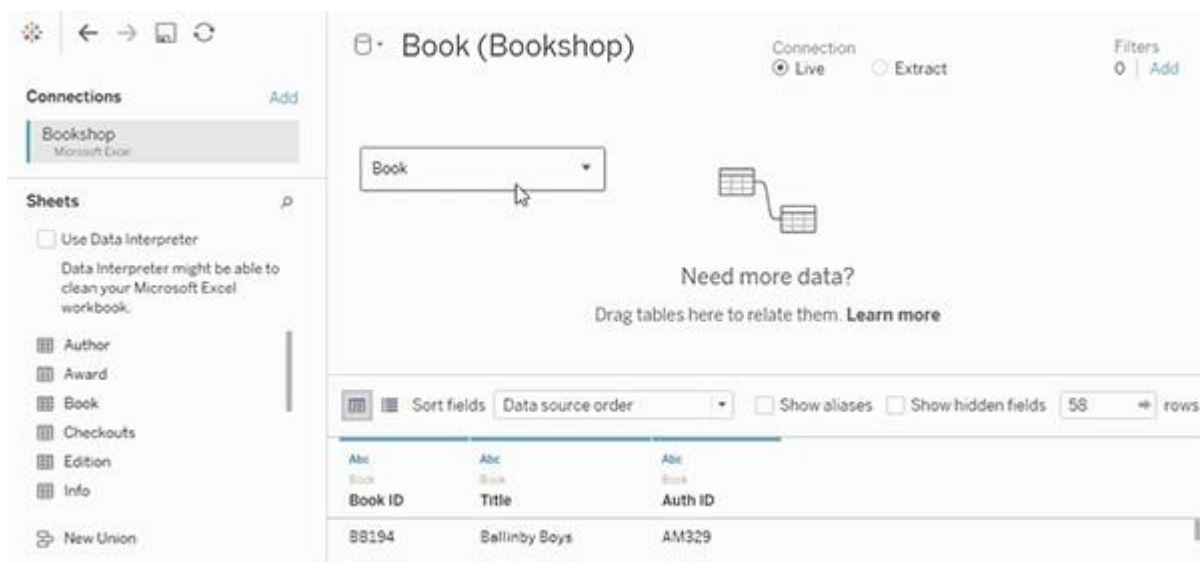 Book (Bookshop)
Connection
Live
Extract
Filters
0 Add
Connections Add
Bookshop
Microsoft Excel
Book
Sheets
Use Data Interpreter
Data Interpreter might be able to
clean your Microsoft Excel
workbook.
Need more data?
Drag tables here to relate them. Learn more
Author
Award
Book
Checkouts
Edition
Info
New Union
Sort fields Data source order Show aliases Show hidden fields 58 rows
Abc Abc Abc
Book Book Book
Book ID Title Auth ID
BB194 Ballinby Boys AM329